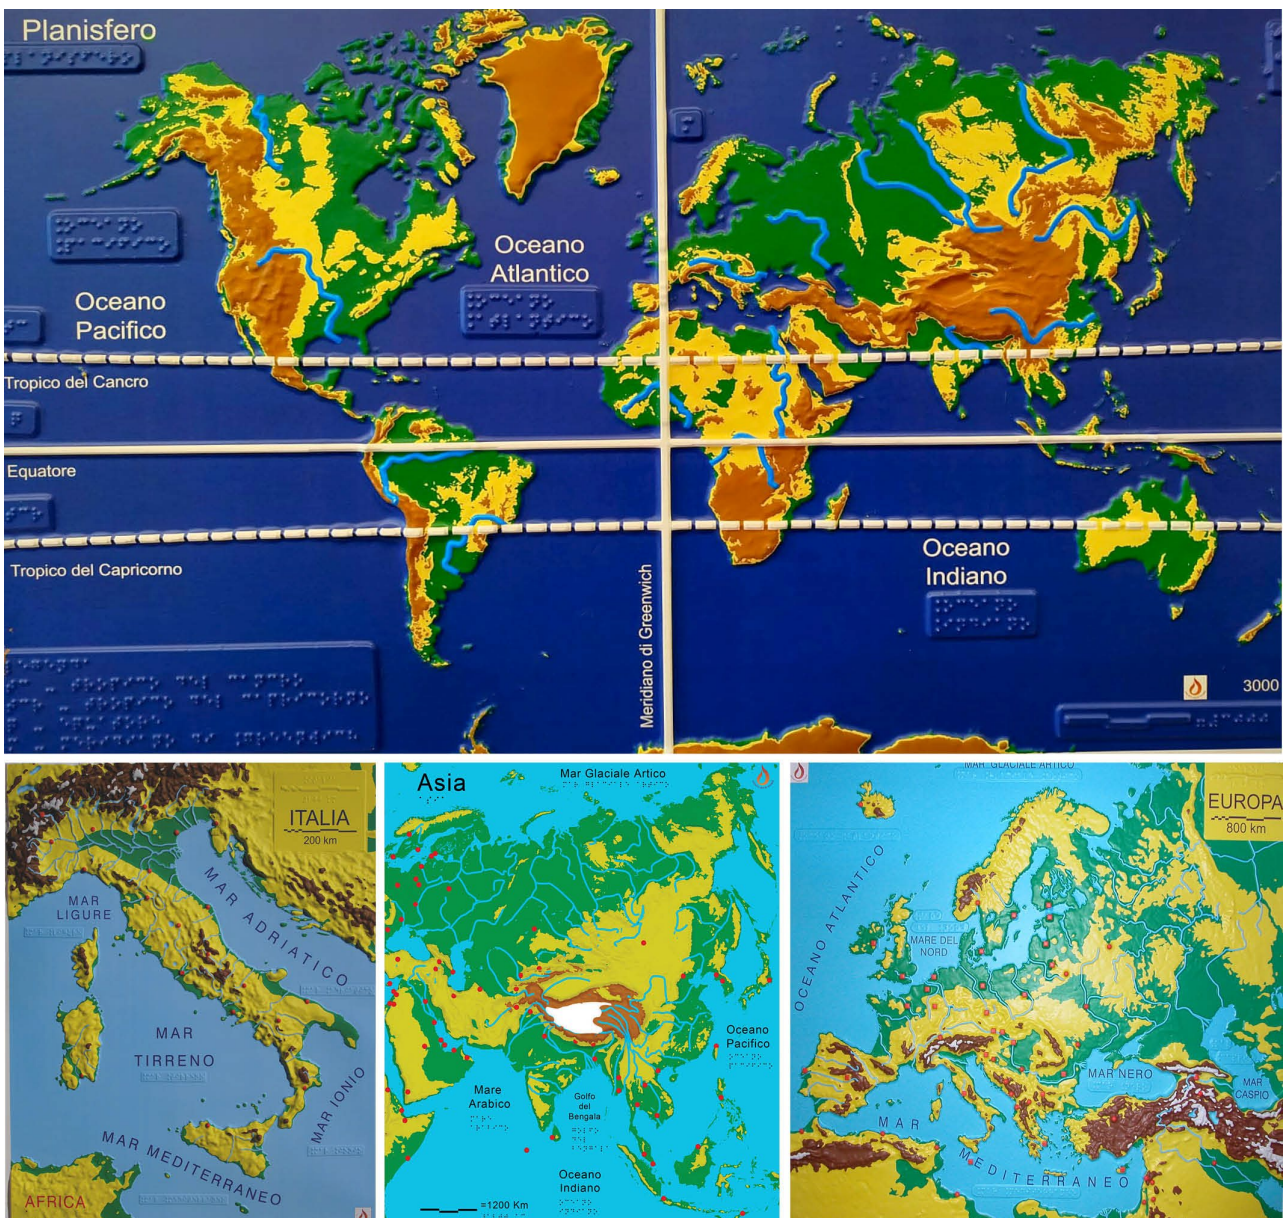 Planisfero
Oceano
Atlantico
Oceano
Pacifico
Tropico del Cancro
Equatore
Tropico del Capricorno
Oceano
Indiano
Meridiano di Greenwich
3000
ITALIA
200 km
MAR
LIGURE
MAR ADRIATICO
MAR
TIRRENO
MAR IONIO
MAR MEDITERRANEO
AFRICA
Asia
Mar Glaciale Artico
Oceano
Pacifico
Mare
Arabico
Golfo
del
Bengala
Oceano
Indiano
=1200 Km
MAR GLACIALE ARTICO
EUROPA
800 km
OCEANO ATLANTICO
MARE DEL
NORD
MAR NERO
MAR
CASPIO
MAR MEDITERRANEO